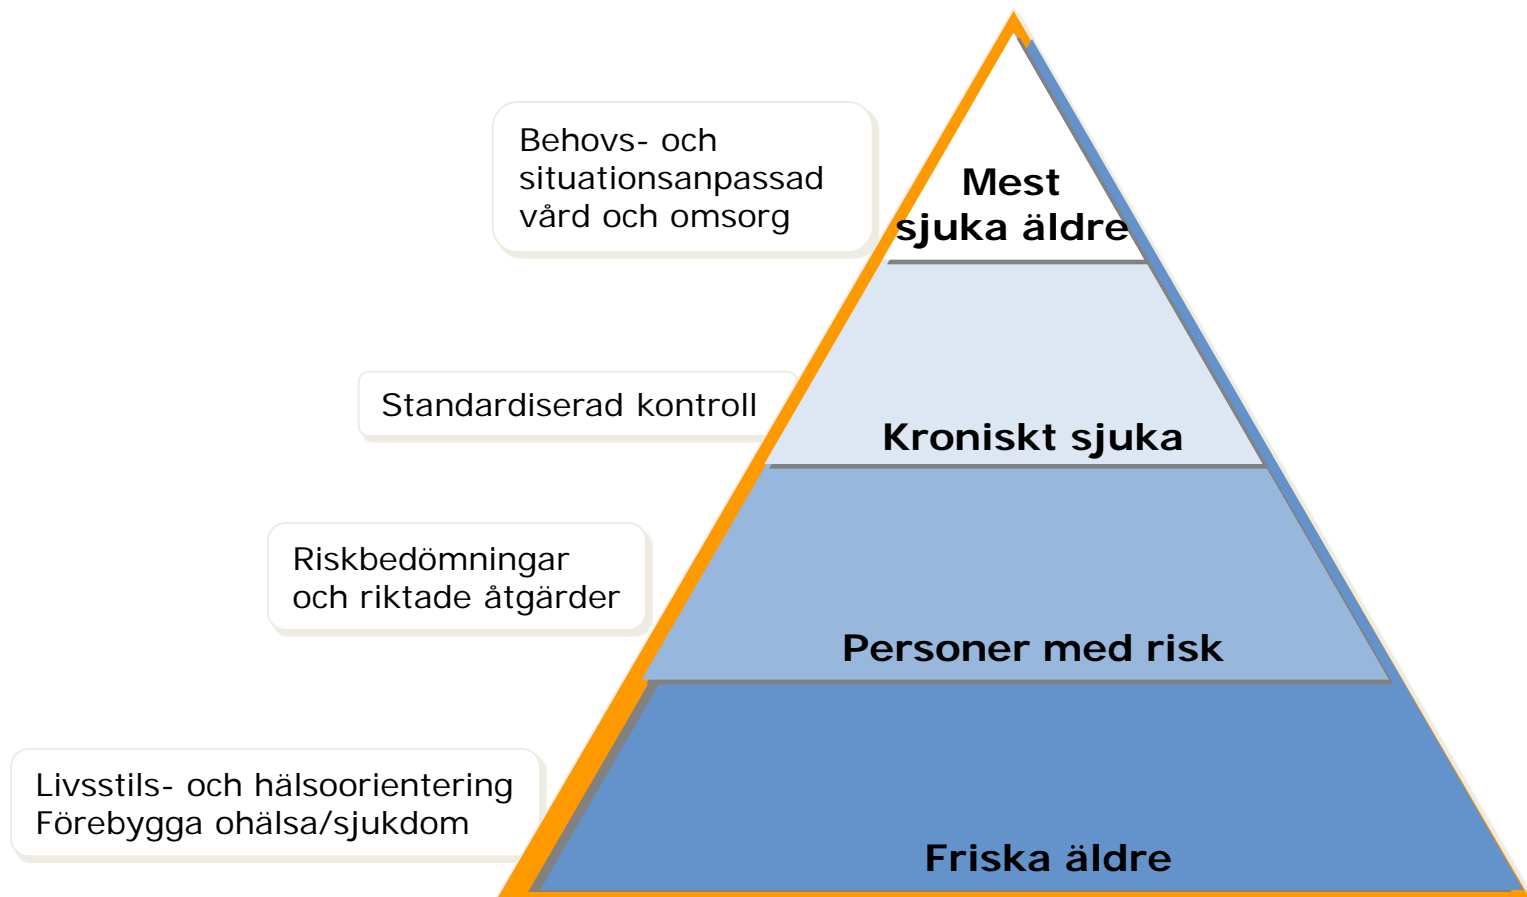 Behovs- och
situationsanpassad
vård och omsorg
Mest
sjuka äldre
Standardiserad kontroll
Kroniskt sjuka
Riskbedömningar
och riktade åtgärder
Personer med risk
Livsstils- och hälsoorientering
Förebygga ohälsa/sjukdom
Friska äldre